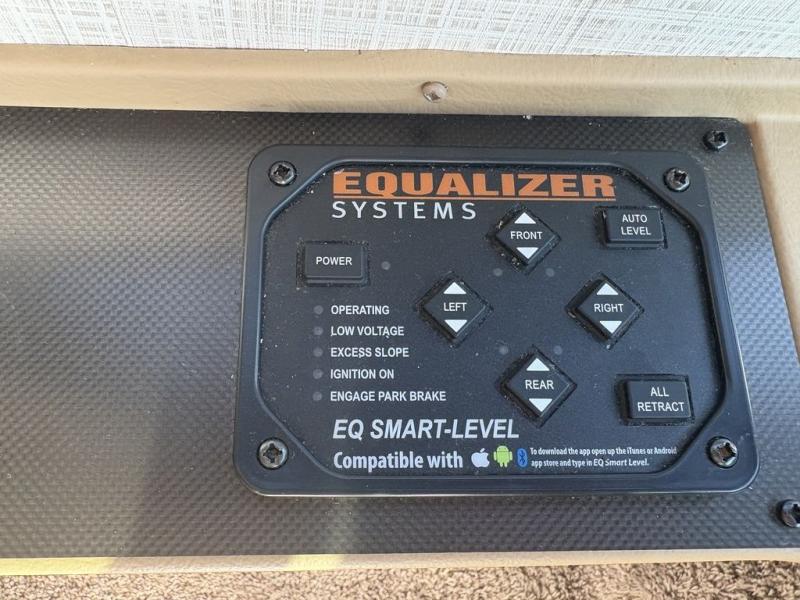 EQUALIZER
SYSTEMS
AUTO
LEVEL
FRONT
POWER
LEFT
RIGHT
OPERATING
LOW VOLTAGE
EXCESS SLOPE
IGNITION ON
ENGAGE PARK BRAKE
REAR
ALL
RETRACT
EQ SMART-LEVEL
Compatible with
To download the app open up the iTunes or Android
app store and type in EQ Smart Level.